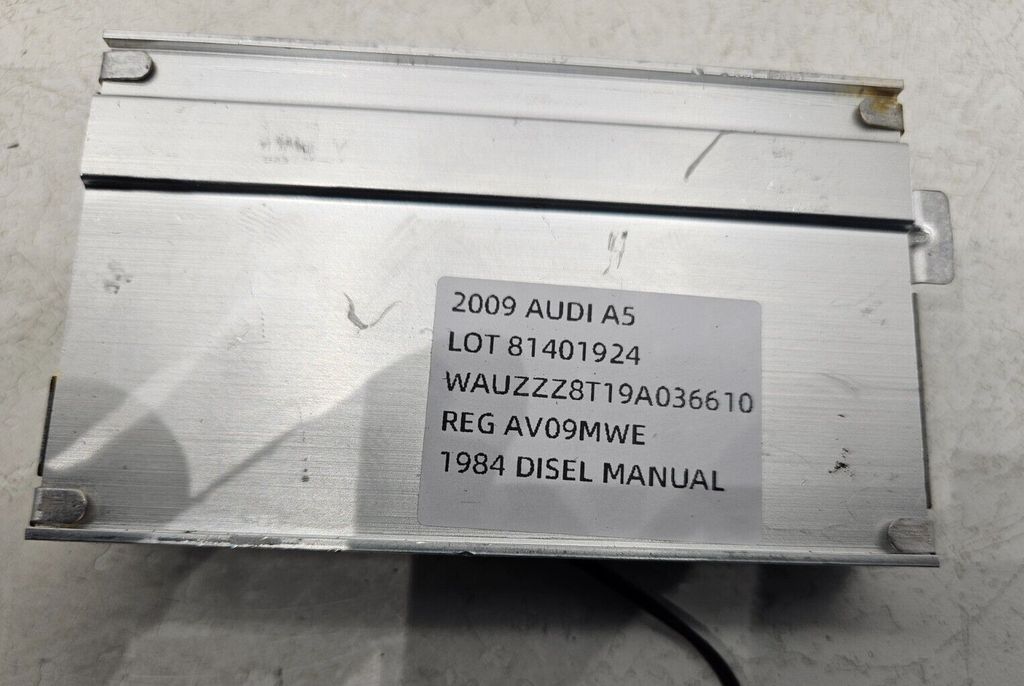 2009 AUDI A5
LOT 81401924
WAUZZZ8T19A036610
REG AV09MWE
1984 DISEL MANUAL